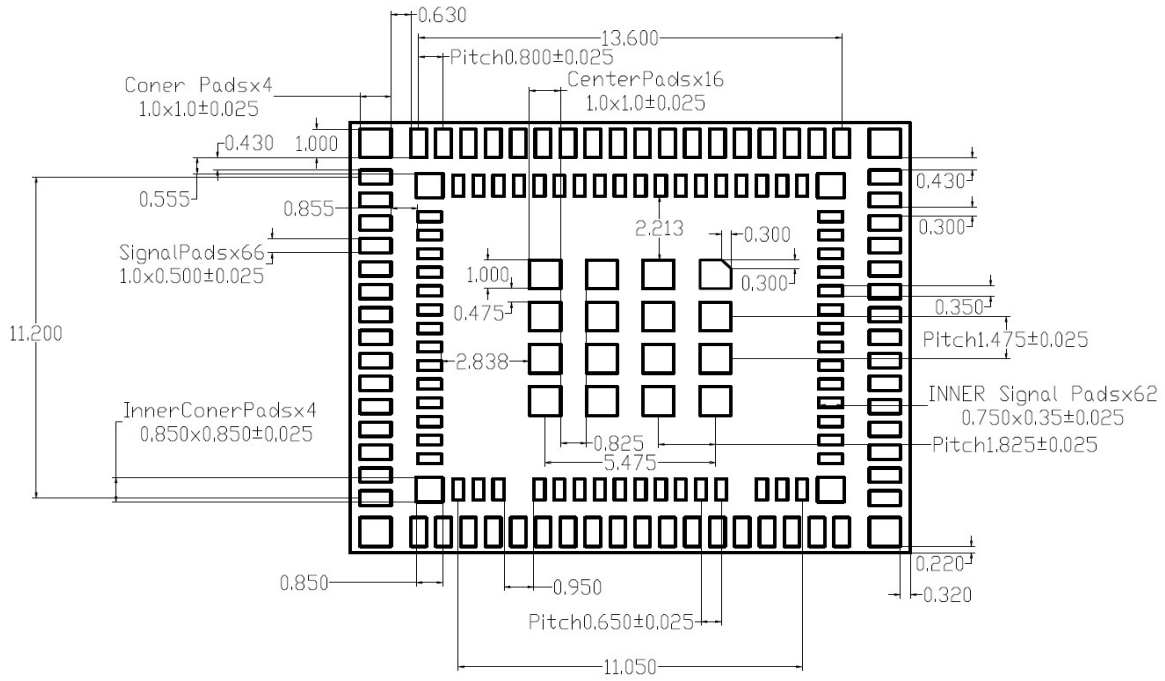 0.630
13.600
Pitch0.800±0.025
Coner Padsx4
1.0x1.0±0.025
CenterPadsx16
1.0x1.0±0.025
0.430
1.000
0.555
0.430
0.855
0.300
2.213
0.300
SignalPadsx66
1.0x0.500±0.025
1.000
0.300
0.475
0.350
11.200
Pitch1.475±0.025
2.838
INNER Signal Padsx62
0.750x0.35±0.025
InnerConerPadsx4
0.850x0.850±0.025
0.825
Pitch1.825±0.025
5.475
0.220
0.850
0.950
0.320
Pitch0.650±0.025
11.050